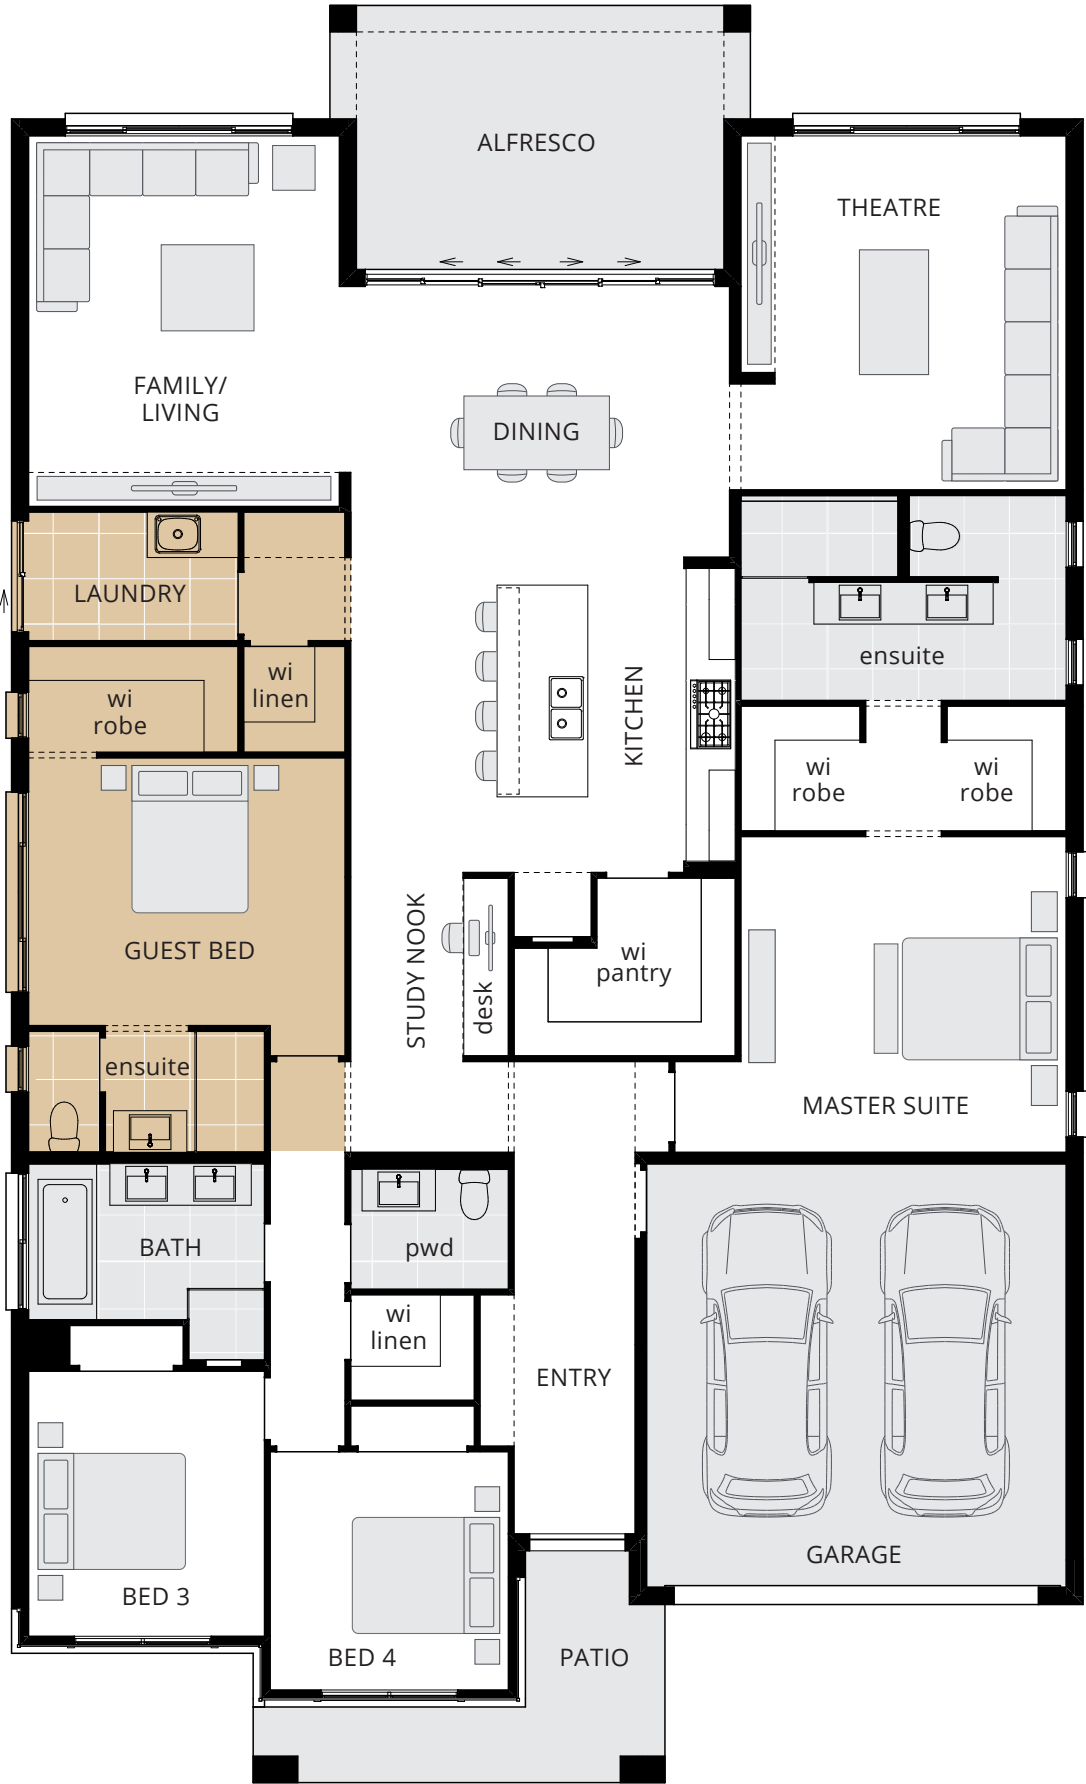 ALFRESCO
THEATRE
FAMILY/
LIVING
DINING
LAUNDRY
wi
linen
wi
robe
KITCHEN
ensuite
wi
robe
wi
robe
GUEST BED
STUDY NOOK
desk
wi
pantry
ensuite
MASTER SUITE
BATH
pwd
wi
linen
ENTRY
GARAGE
BED 3
BED 4
PATIO